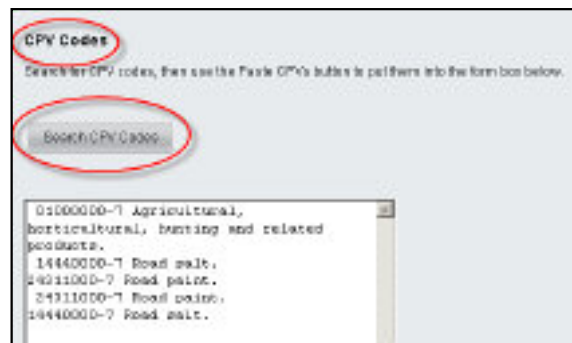 CPV Codes
Search for CPV codes, then use the Paste CPV's button to put them into the form box below.
Search CPV Codes
01000000-7 Agricultural,
horticultural, hunting and related
products.
14440000-7 Road salt.
24311000-7 Road paint.
24311000-7 Road paint.
14440000-7 Road salt.